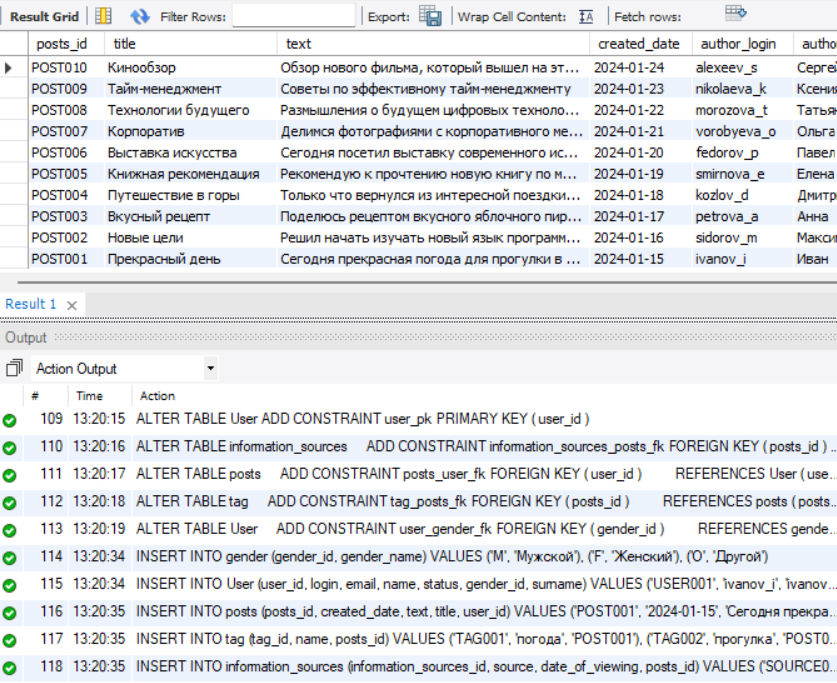 Result Grid Filter Rows: Export: Wrap Cell Content: Fetch rows:
posts_id title text created_date author_login autho
POST010 Кинообзор Обзор нового фильма, который вышел на эт... 2024-01-24 alexeev_s Сергей
POST009 Тайм-менеджмент Советы по эффективному тайм-менеджменту 2024-01-23 nikolaeva_k Ксения
POST008 Технологии будущего Размышления о будущем цифровых техноло... 2024-01-22 morozova_t Татьян
POST007 Корпоратив Делимся фотографиями с корпоративного ме... 2024-01-21 vorobyeva_o Ольга
POST006 Выставка искусства Сегодня посетил выставку современного ис... 2024-01-20 fedorov_p Павел
POST005 Книжная рекомендация Рекомендую к прочтению новую книгу по м... 2024-01-19 smirnova_e Елена
POST004 Путешествие в горы Только что вернулся из интересной поездки... 2024-01-18 kozlov_d Дмитр
POST003 Вкусный рецепт Поделюсь рецептом вкусного яблочного пир... 2024-01-17 petrova_a Анна
POST002 Новые цели Решил начать изучать новый язык программ... 2024-01-16 sidorov_m Макси
POST001 Прекрасный день Сегодня прекрасная погода для прогулки в ... 2024-01-15 ivanov_i Иван
Result 1
Output
Action Output
# Time Action
109 13:20:15 ALTER TABLE User ADD CONSTRAINT user_pk PRIMARY KEY ( user_id )
110 13:20:16 ALTER TABLE information_sources ADD CONSTRAINT information_sources_posts_fk FOREIGN KEY ( posts_id ) ...
111 13:20:17 ALTER TABLE posts ADD CONSTRAINT posts_user_fk FOREIGN KEY ( user_id ) REFERENCES User ( use...
112 13:20:18 ALTER TABLE tag ADD CONSTRAINT tag_posts_fk FOREIGN KEY ( posts_id ) REFERENCES posts ( posts...
113 13:20:19 ALTER TABLE User ADD CONSTRAINT user_gender_fk FOREIGN KEY ( gender_id ) REFERENCES gende...
114 13:20:34 INSERT INTO gender (gender_id, gender_name) VALUES ('M', 'Мужской'), ('F', 'Женский'), ('O', 'Другой')
115 13:20:34 INSERT INTO User (user_id, login, email, name, status, gender_id, surname) VALUES ('USER001', 'ivanov_i', 'ivanov...
116 13:20:35 INSERT INTO posts (posts_id, created_date, text, title, user_id) VALUES ('POST001', '2024-01-15', 'Сегодня прекра...
117 13:20:35 INSERT INTO tag (tag_id, name, posts_id) VALUES ('TAG001', 'погода', 'POST001'), ('TAG002', 'прогулка', 'POST0...
118 13:20:35 INSERT INTO information_sources (information_sources_id, source, date_of_viewing, posts_id) VALUES ('SOURCE0...